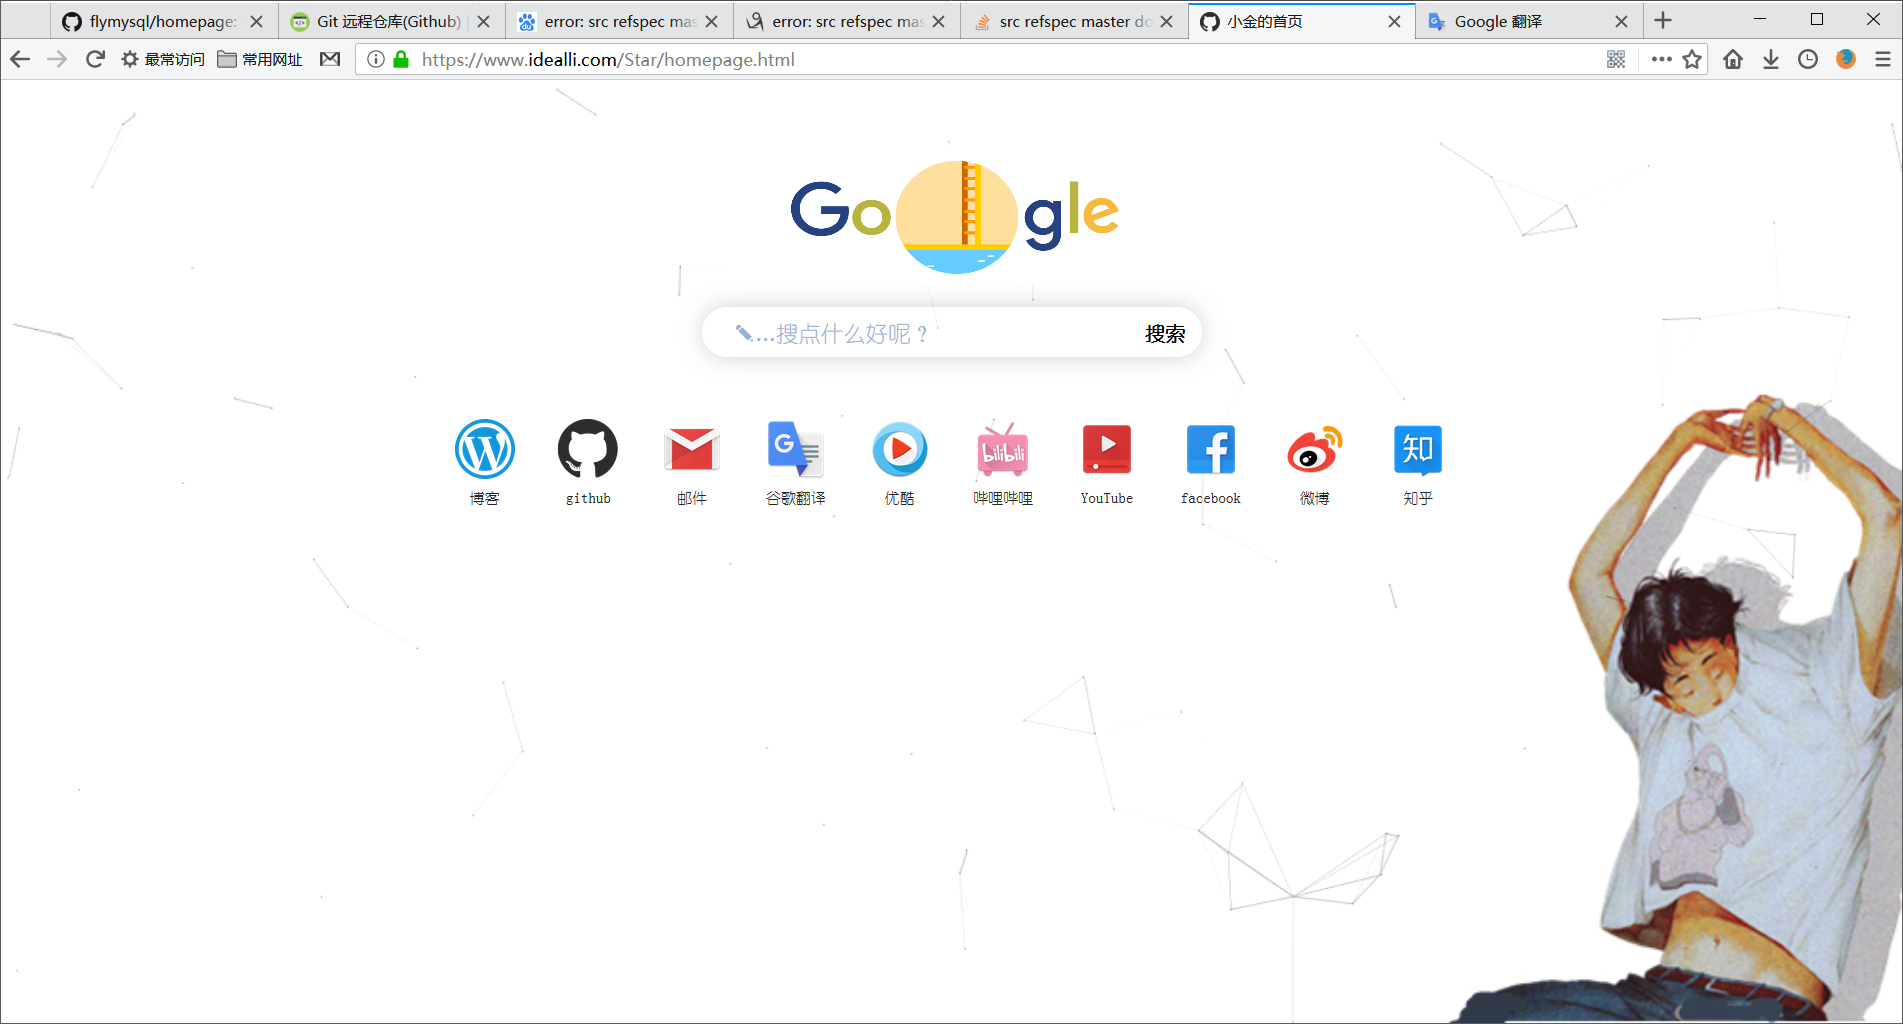 flymysql/homepage:
Git 远程仓库(Github) |
error: src refspec mas
error: src refspec mas
src refspec master do
小金的首页
Google 翻译
最常访问
常用网址
https://www.idealli.com/Star/homepage.html
Google
...搜点什么好呢？
搜索
博客
github
邮件
谷歌翻译
优酷
哔哩哔哩
YouTube
facebook
微博
知乎
bilibili
知